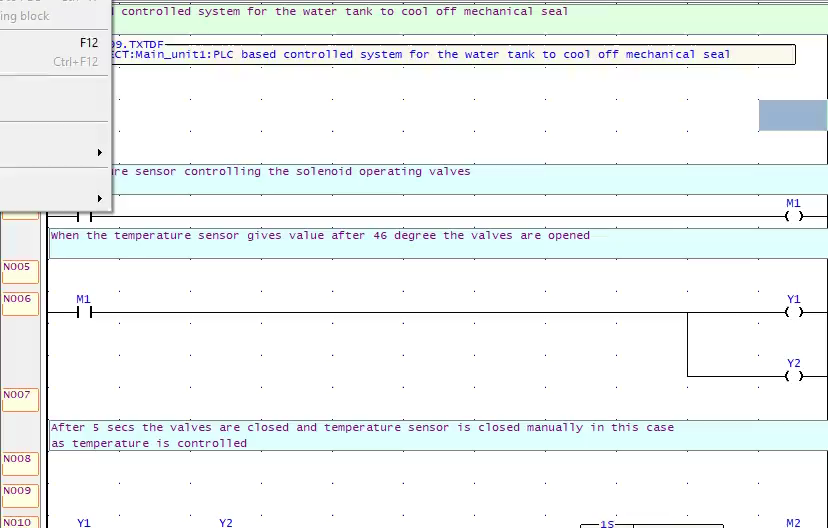 controlled system for the water tank to cool off mechanical seal
ing block
F12
99.TXTDF
Ctrl+F12
ECT:Main_unit1:PLC based controlled system for the water tank to cool off mechanical seal
sensor controlling the solenoid operating valves
M1
When the temperature sensor gives value after 46 degree the valves are opened
N005
N006
M1
Y1
Y2
N007
After 5 secs the valves are closed and temperature sensor is closed manually in this case
as temperature is controlled
N008
N009
N010
Y1
Y2
1S
M2